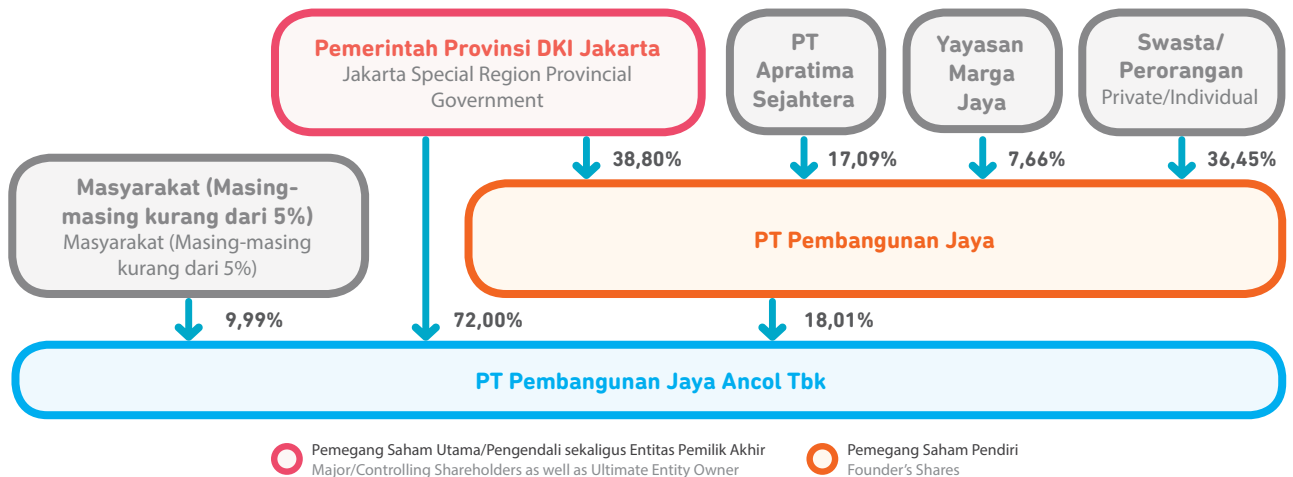 Pemerintah Provinsi DKI Jakarta
Jakarta Special Region Provincial
Government
PT
Apratima
Sejahtera
Yayasan
Marga
Jaya
Swasta/
Perorangan
Private/Individual
38,80%
17,09%
7,66%
36,45%
Masyarakat (Masing-
masing kurang dari 5%)
Masyarakat (Masing-masing
kurang dari 5%)
PT Pembangunan Jaya
9,99%
72,00%
18,01%
PT Pembangunan Jaya Ancol Tbk
Pemegang Saham Utama/Pengendali sekaligus Entitas Pemilik Akhir
Major/Controlling Shareholders as well as Ultimate Entity Owner
Pemegang Saham Pendiri
Founder's Shares